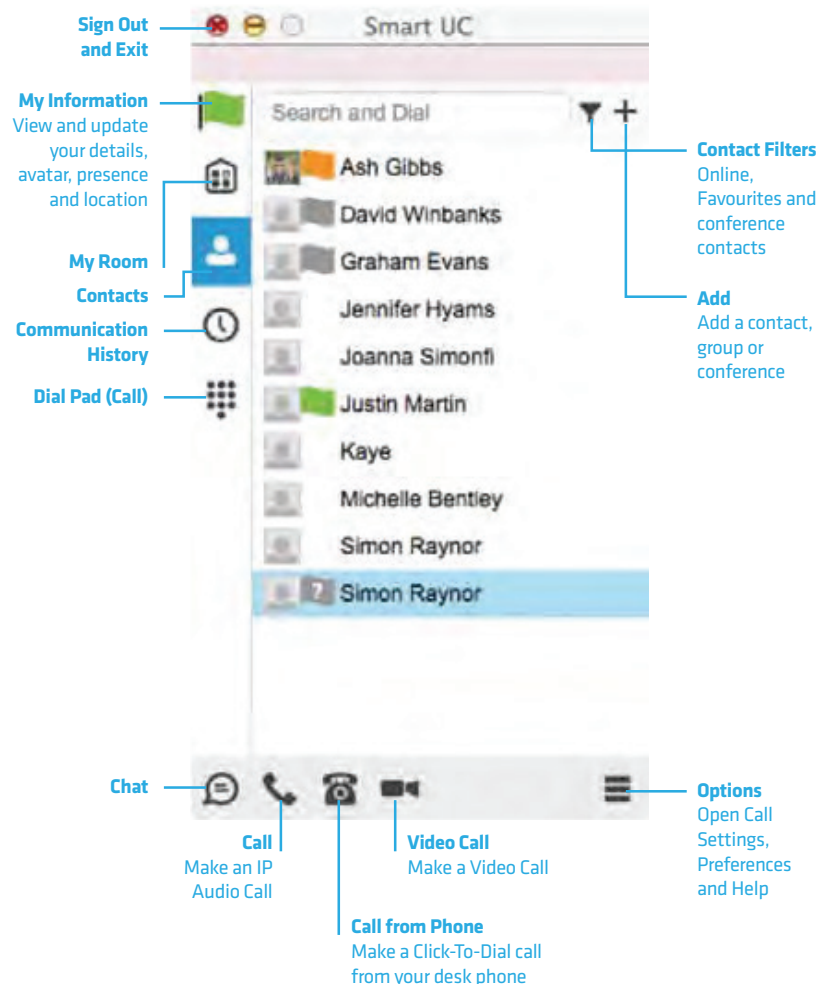 Sign Out
and Exit
Smart UC
My Information
View and update
your details,
avatar, presence
and location
My Room
Contacts
Communication
History
Dial Pad (Call)
Search and Dial
Ash Gibbs
David Winbanks
Graham Evans
Jennifer Hyams
Joanna Simonfi
Justin Martin
Kaye
Michelle Bentley
Simon Raynor
?
Simon Raynor
Contact Filters
Online,
Favourites and
conference
contacts
Add
Add a contact,
group or
conference
Chat
Call
Make an IP
Audio Call
Video Call
Make a Video Call
Call from Phone
Make a Click-To-Dial call
from your desk phone
Options
Open Call
Settings,
Preferences
and Help